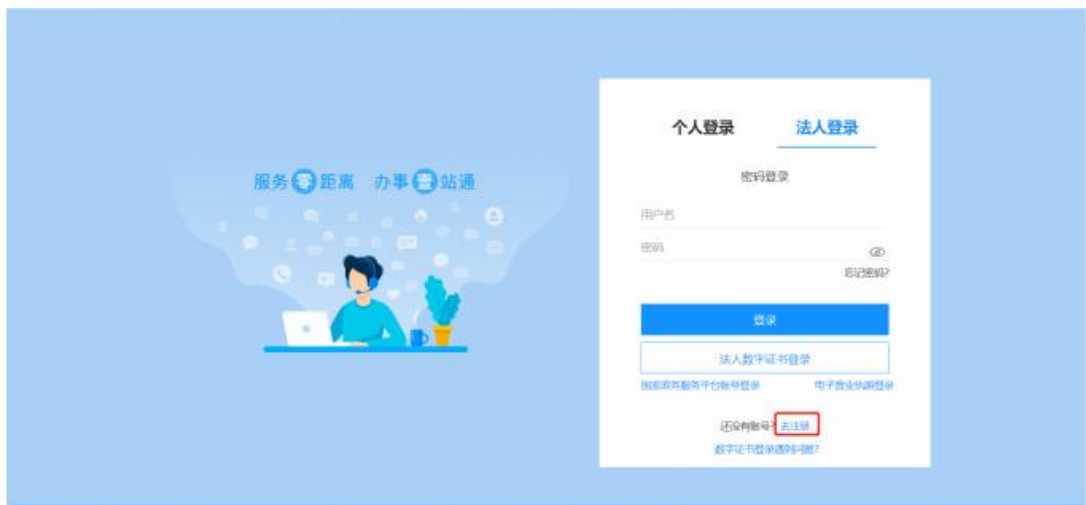 服务零距离 办事壹站通
个人登录 法人登录
密码登录
用户名
密码
忘记密码?
登录
法人数字证书登录
国家政务服务平台账号登录 电子营业执照登录
还没有账号? 去注册
数字证书登录遇到问题?